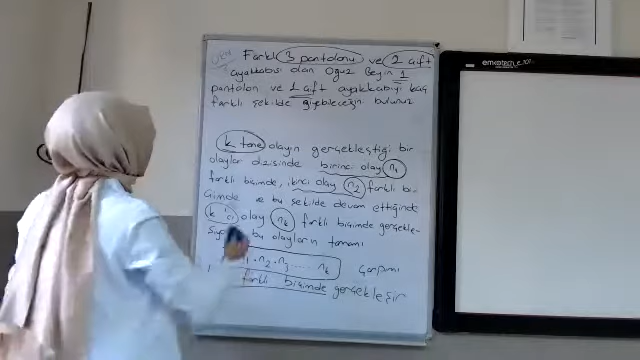 Farklı 3 pantolonu ve 2 çift
ayakkabısı olan Oğuz Beyin 1
pantolon ve 1 çift ayakkabıyı kaç
farklı şekilde giyebileceğini bulunuz
k tane olayın gerçekleştiği bir
olaylar dizisinde birinci olay n₁
farklı biçimde, ikinci olay n₂ farklı bi-
çimde ve bu şekilde devam ettiğinde
k ıncı olay nₖ farklı biçimde gerçekle-
bu olayların tamamı
n₂.n₃.....nₖ çarpımı
farklı biçimde gerçekleşir